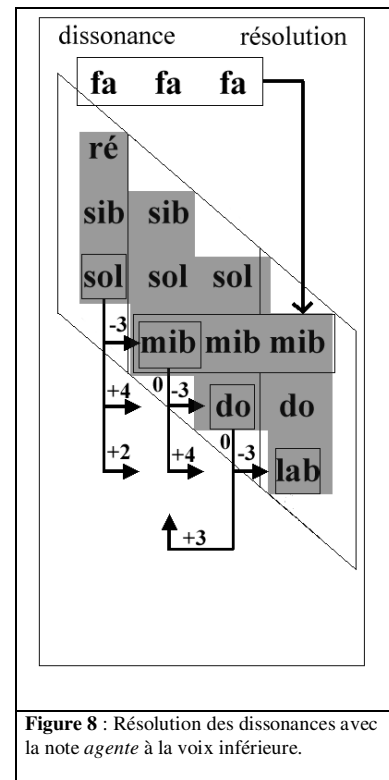 dissonance résolution
fa fa fa
ré
sib sib
sol sol sol
-3
mib mib mib
+4 0 -3
do do
+2 +4 0 -3
lab
+3
Figure 8 : Résolution des dissonances avec
la note agente à la voix inférieure.